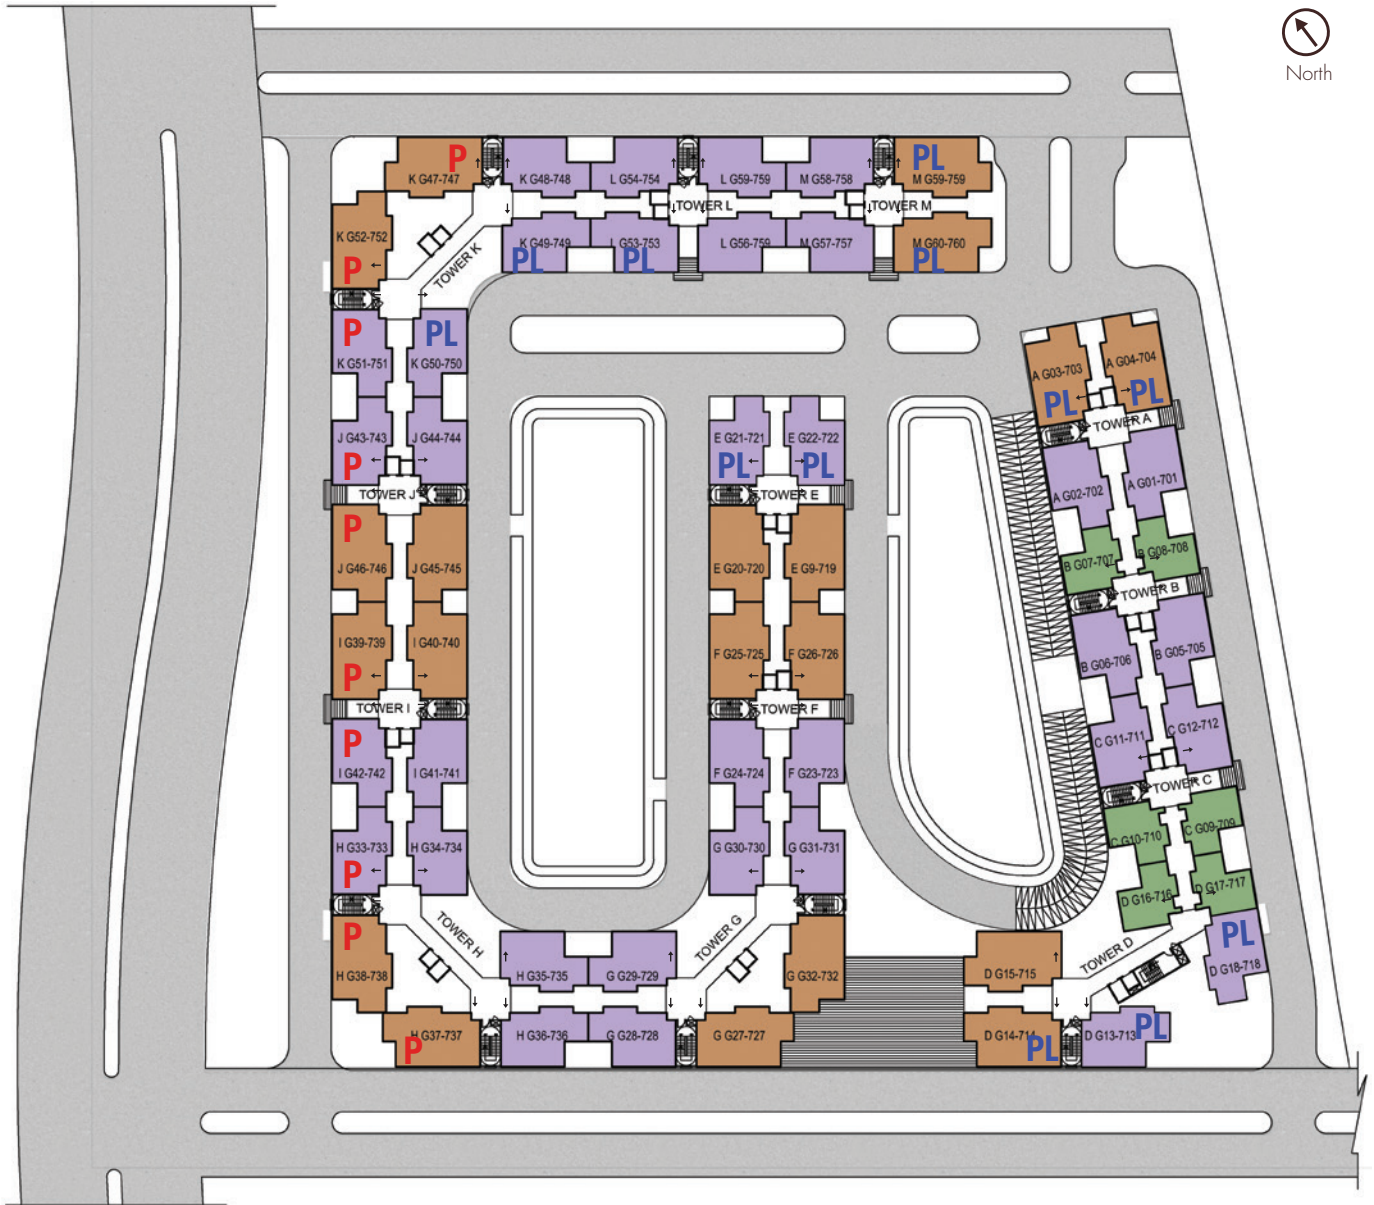 North
P
PL
K G47-747
K G48-748
L G54-754
L G59-759
M G58-758
M G59-759
TOWER L
TOWER M
K G52-752
K G49-749
L G53-753
L G56-759
M G57-757
M G60-760
P
TOWER K
PL
PL
PL
P
PL
K G51-751
K G50-750
A G03-703
A G04-704
PL
PL
TOWER A
J G43-743
J G44-744
E G21-721
E G22-722
P
PL
PL
A G02-702
A G01-701
TOWER J
TOWER E
P
J G46-746
J G45-745
E G20-720
E G9-719
B G07-707
B G08-708
TOWER B
I G39-739
I G40-740
F G25-725
F G26-726
B G06-706
B G05-705
P
TOWER I
TOWER F
P
C G11-711
C G12-712
I G42-742
I G41-741
F G24-724
F G23-723
TOWER C
H G33-733
H G34-734
G G30-730
G G31-731
C G10-710
C G09-709
P
D G16-716
D G17-717
P
TOWER H
TOWER G
TOWER D
PL
H G38-738
H G35-735
G G29-729
G G32-732
D G15-715
D G18-718
H G37-737
H G36-736
G G28-728
G G27-727
D G14-714
D G13-713
P
PL
PL